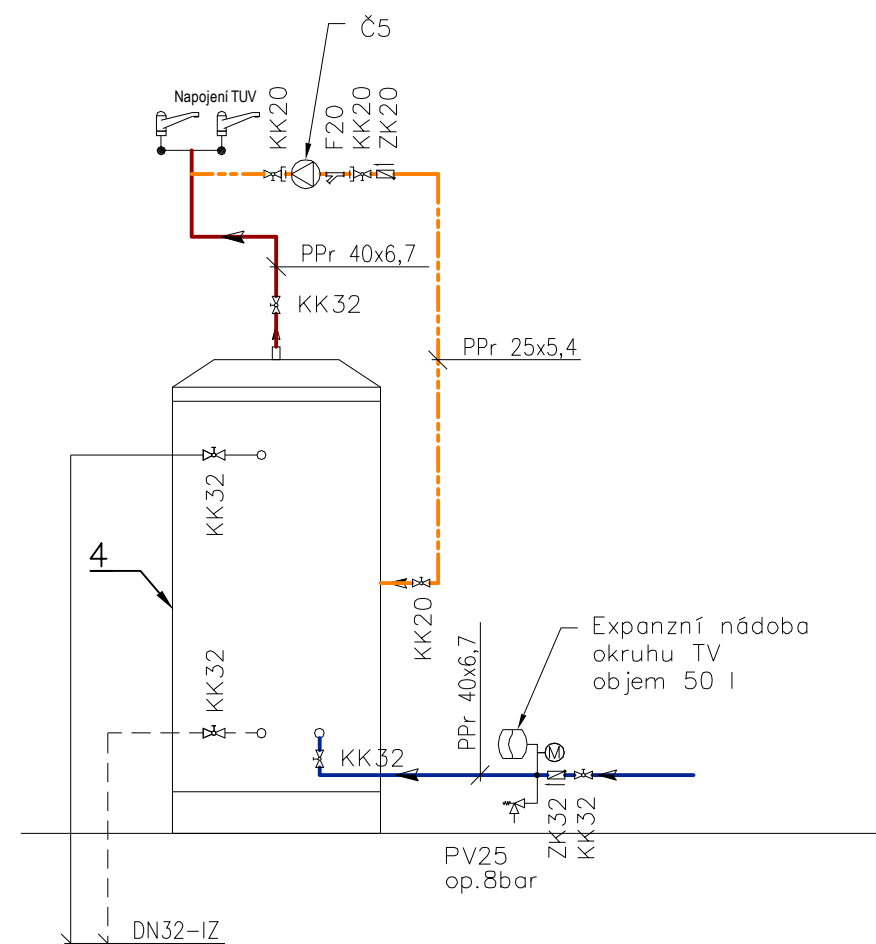 Č5
Napojení TUV
KK20
F20
KK20
ZK20
PPr 40x6,7
KK32
PPr 25x5,4
KK32
4
KK20
KK32
PPr 40x6,7
Expanzní nádoba
okruhu TV
objem 50 l
M
KK32
ZK32
KK32
PV25
op.8bar
DN32-IZ